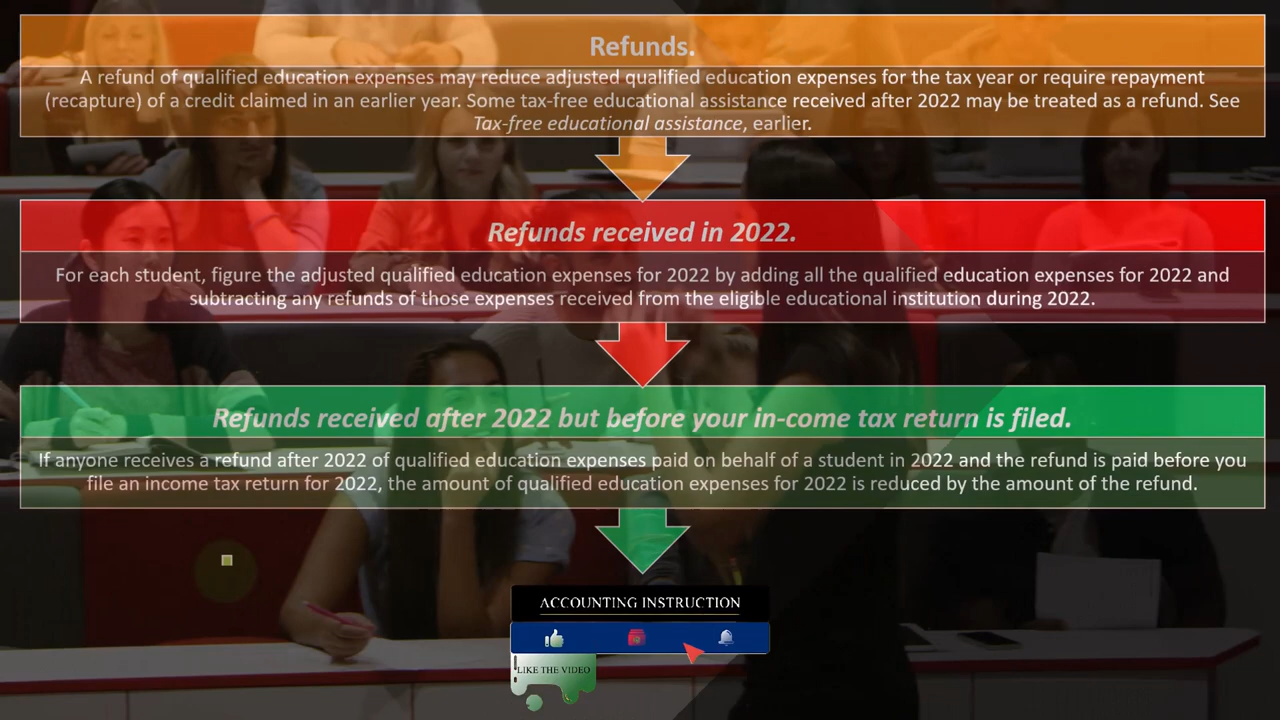 Refunds.
A refund of qualified education expenses may reduce adjusted qualified education expenses for the tax year or require repayment
(recapture) of a credit claimed in an earlier year. Some tax-free educational assistance received after 2022 may be treated as a refund. See
Tax-free educational assistance, earlier.
Refunds received in 2022.
For each student, figure the adjusted qualified education expenses for 2022 by adding all the qualified education expenses for 2022 and
subtracting any refunds of those expenses received from the eligible educational institution during 2022.
Refunds received after 2022 but before your in-come tax return is filed.
If anyone receives a refund after 2022 of qualified education expenses paid on behalf of a student in 2022 and the refund is paid before you
file an income tax return for 2022, the amount of qualified education expenses for 2022 is reduced by the amount of the refund.
ACCOUNTING INSTRUCTION
LIKE THE VIDEO